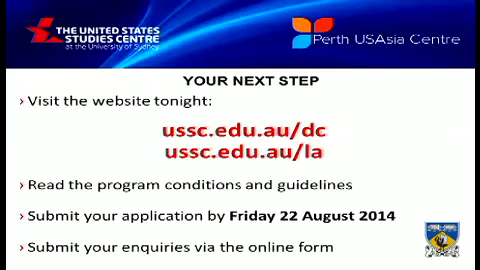 THE UNITED STATES
STUDIES CENTRE
at the University of Sydney
Perth USAsia Centre
YOUR NEXT STEP
› Visit the website tonight:
ussc.edu.au/dc
ussc.edu.au/la
› Read the program conditions and guidelines
› Submit your application by Friday 22 August 2014
› Submit your enquiries via the online form